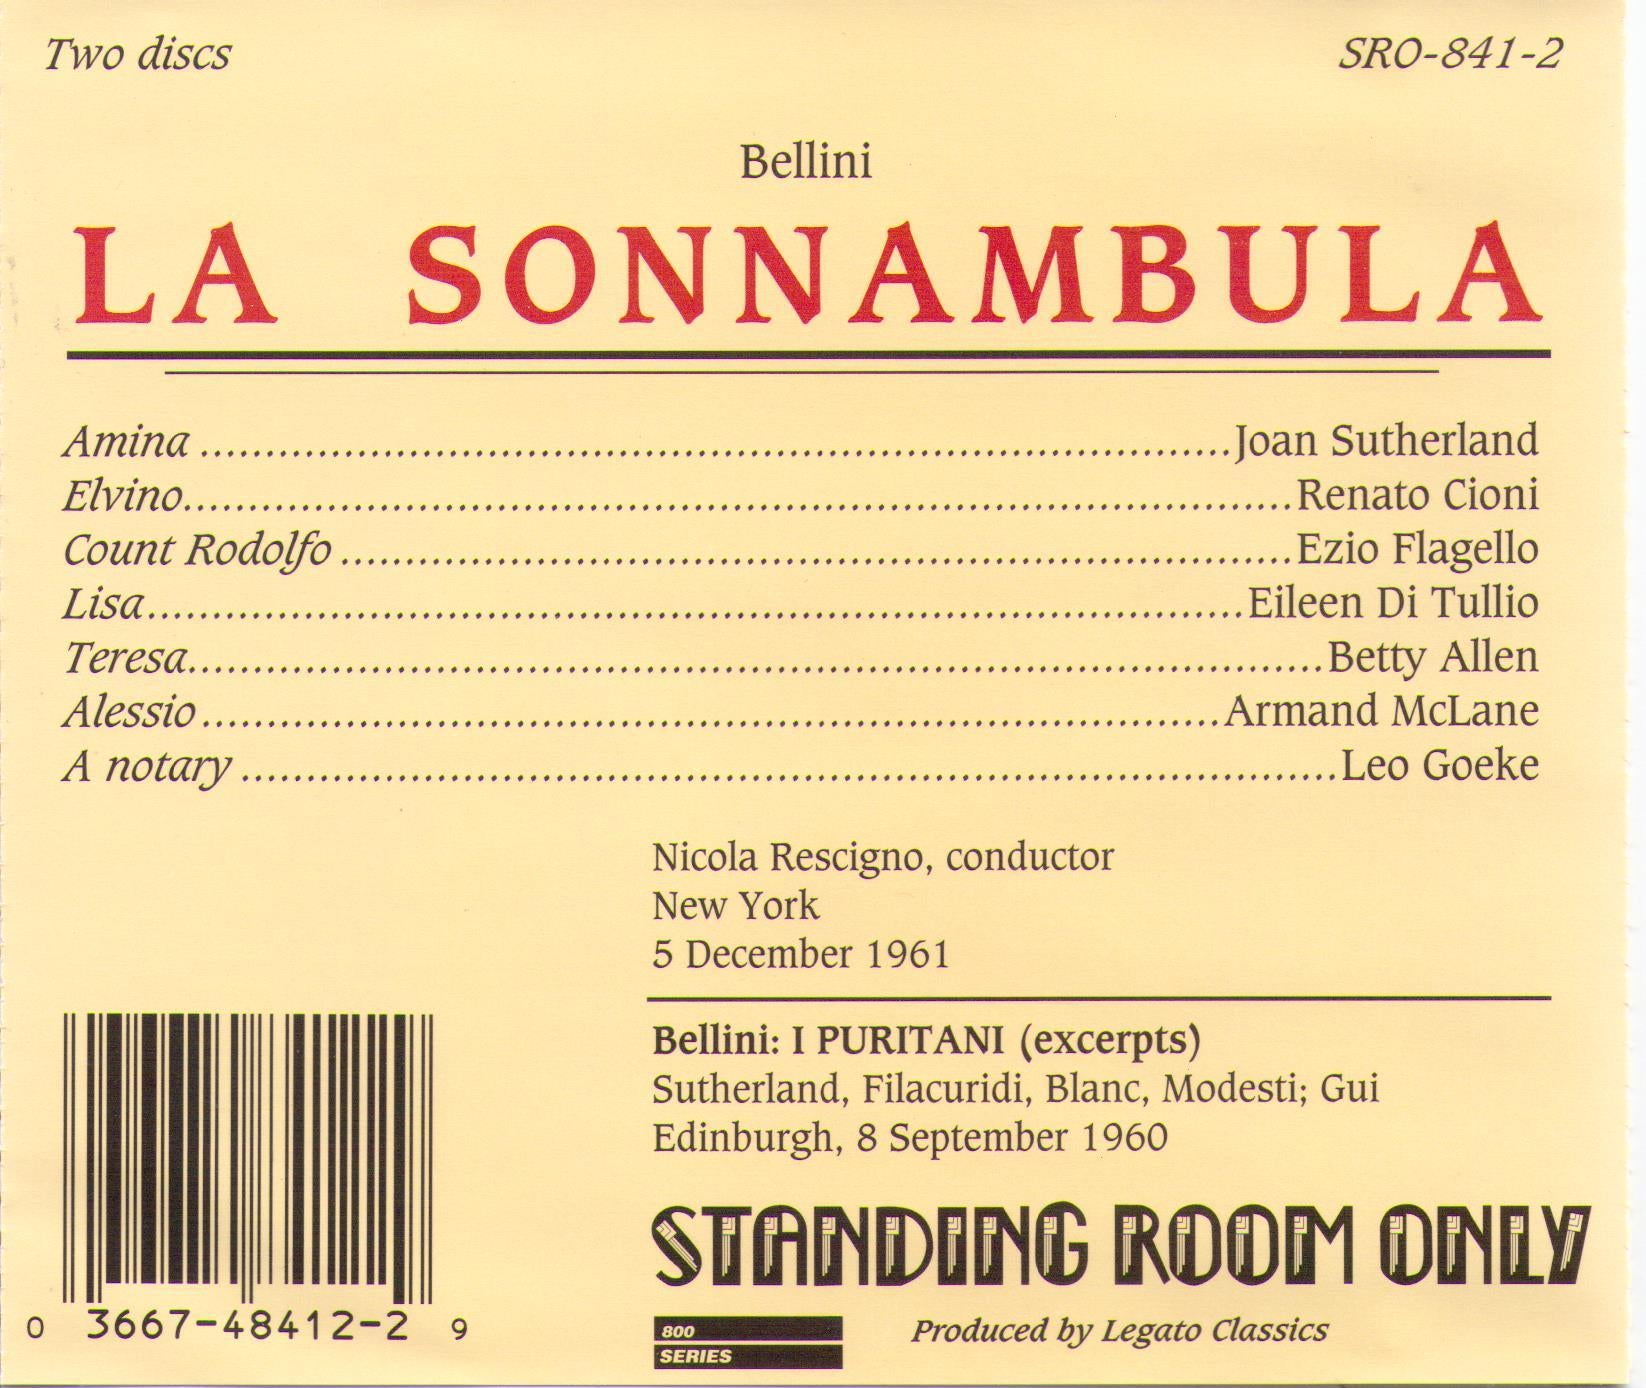 Two discs SRO-841-2
Bellini
LA SONNAMBULA
Amina ........ Joan Sutherland
Elvino ........ Renato Cioni
Count Rodolfo ........ Ezio Flagello
Lisa ........ Eileen Di Tullio
Teresa ........ Betty Allen
Alessio ........ Armand McLane
A notary ........ Leo Goeke
Nicola Rescigno, conductor
New York
5 December 1961
Bellini: I PURITANI (excerpts)
Sutherland, Filacuridi, Blanc, Modesti; Gui
Edinburgh, 8 September 1960
STANDING ROOM ONLY
0 3667-48412-2 9
800
SERIES
Produced by Legato Classics